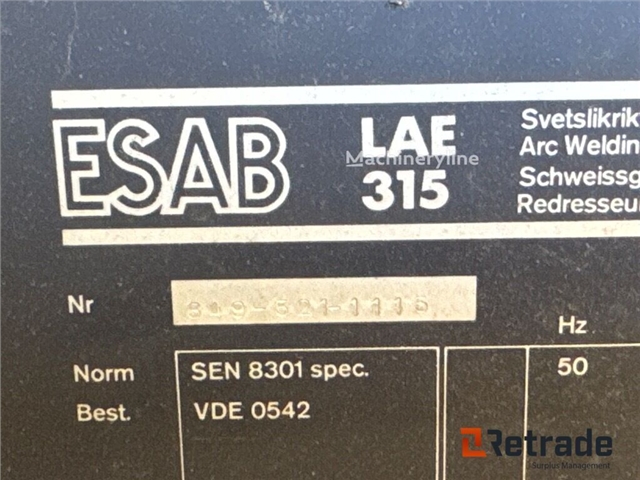 ESAB
LAE
315
Svetslikrik
Arc Weldin
Schweissg
Redresseu
Machineryline
Nr
Hz
Norm
SEN 8301 spec.
50
Best.
VDE 0542
Retrade
Surplus Management